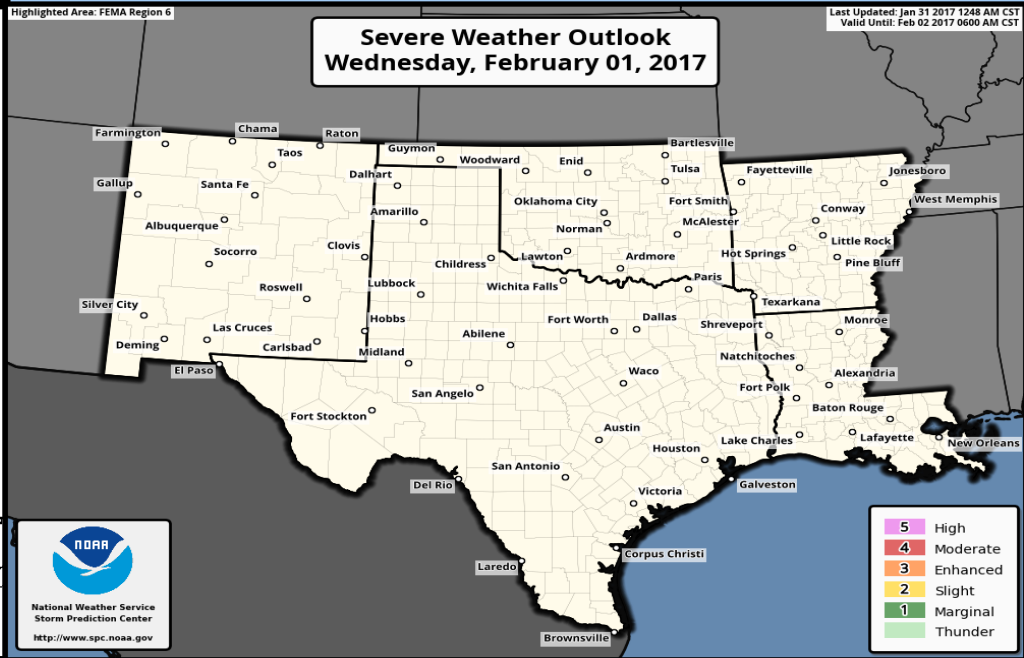 Highlighted Area: FEMA Region 6
Last Updated: Jan 31 2017 1248 AM CST
Valid Until: Feb 02 2017 0600 AM CST
Severe Weather Outlook
Wednesday, February 01, 2017
Farmington
Chama
Raton
Taos
Guymon
Woodward
Enid
Bartlesville
Gallup
Santa Fe
Dalhart
Tulsa
Fayetteville
Jonesboro
Albuquerque
Amarillo
Oklahoma City
Fort Smith
Conway
West Memphis
Norman
McAlester
Socorro
Clovis
Childress
Lawton
Ardmore
Hot Springs
Little Rock
Pine Bluff
Roswell
Lubbock
Wichita Falls
Paris
Texarkana
Silver City
Las Cruces
Hobbs
Abilene
Fort Worth
Dallas
Shreveport
Monroe
Deming
Carlsbad
Midland
Natchitoches
El Paso
San Angelo
Waco
Fort Polk
Alexandria
Fort Stockton
Austin
Baton Rouge
Houston
Lake Charles
Lafayette
New Orleans
Del Rio
San Antonio
Victoria
Galveston
Laredo
Corpus Christi
Brownsville
NOAA
National Weather Service
Storm Prediction Center
http://www.spc.noaa.gov
5 High
4 Moderate
3 Enhanced
2 Slight
1 Marginal
Thunder